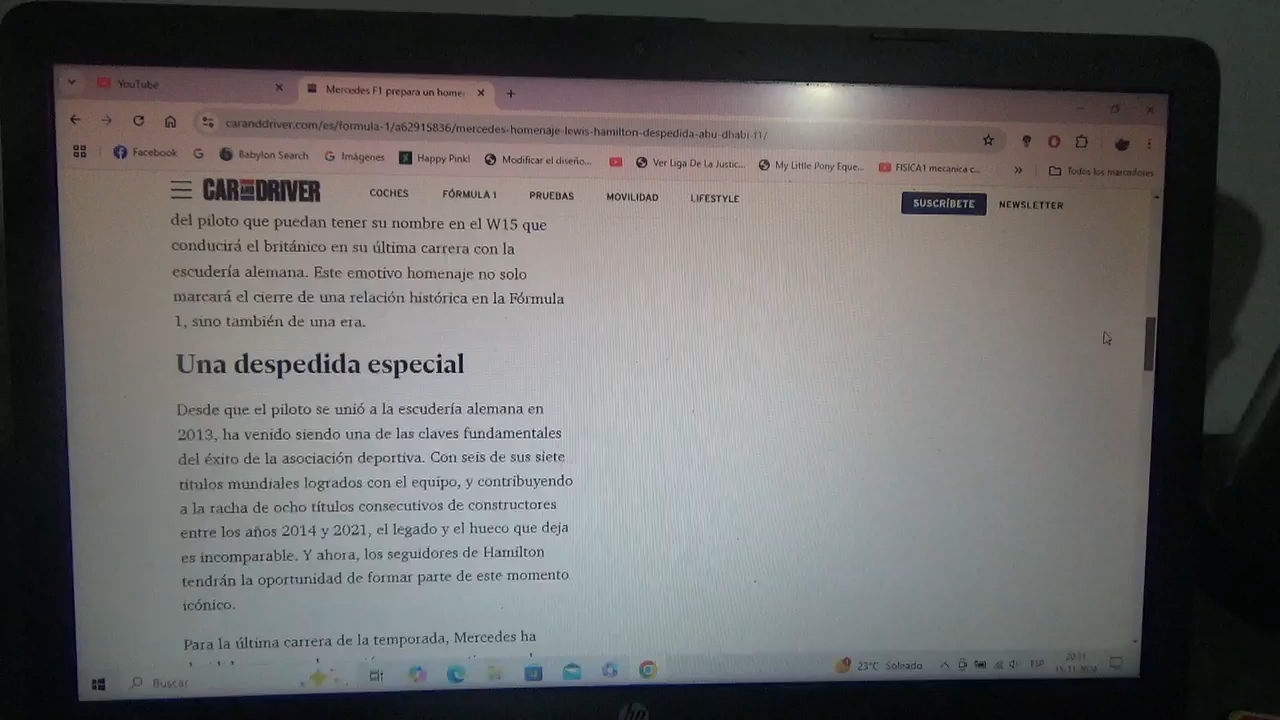 YouTube
Mercedes F1 prepara un home
caranddriver.com/es/formula-1/a62915836/mercedes-homenaje-lewis-hamilton-despedida-abu-dhabi-f1/
Facebook
Babylon Search
Imágenes
Happy Pink!
Modificar el diseño...
Ver Liga De La Justic...
My Little Pony Eque...
FISICA1 mecanica c...
Todos los marcadores
CAR AND DRIVER
COCHES
FÓRMULA 1
PRUEBAS
MOVILIDAD
LIFESTYLE
SUSCRÍBETE
NEWSLETTER
del piloto que puedan tener su nombre en el W15 que
conducirá el británico en su última carrera con la
escudería alemana. Este emotivo homenaje no solo
marcará el cierre de una relación histórica en la Fórmula
1, sino también de una era.
Una despedida especial
Desde que el piloto se unió a la escudería alemana en
2013, ha venido siendo una de las claves fundamentales
del éxito de la asociación deportiva. Con seis de sus siete
títulos mundiales logrados con el equipo, y contribuyendo
a la racha de ocho títulos consecutivos de constructores
entre los años 2014 y 2021, el legado y el hueco que deja
es incomparable. Y ahora, los seguidores de Hamilton
tendrán la oportunidad de formar parte de este momento
icónico.
Para la última carrera de la temporada, Mercedes ha
Buscar
23°C Soleado
ESP
hp